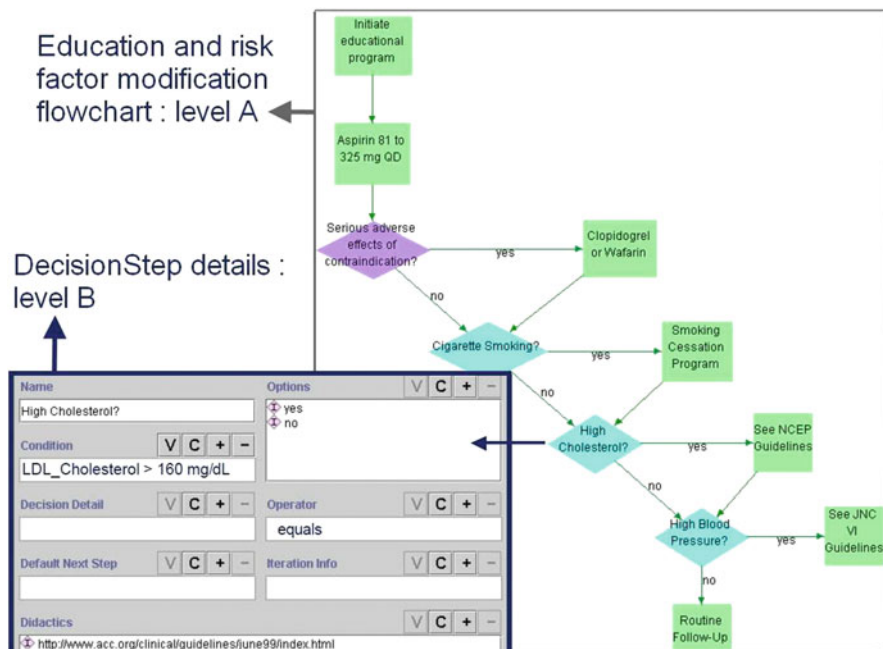 Education and risk
factor modification
flowchart : level A
Initiate
educational
program
Aspirin 81 to
325 mg QD
Serious adverse
effects of
contraindication?
yes
Clopidogrel
or Wafarin
no
Cigarette Smoking?
yes
Smoking
Cessation
Program
no
High
Cholesterol?
yes
See NCEP
Guidelines
no
High Blood
Pressure?
yes
See JNC
VI
Guidelines
no
Routine
Follow-Up
DecisionStep details :
level B
Name
High Cholesterol?
Options V C + −
yes
no
Condition V C + −
LDL_Cholesterol > 160 mg/dL
Decision Detail V C + −
Operator V C + −
equals
Default Next Step V C + −
Iteration Info V C + −
Didactics V C + −
http://www.acc.org/clinical/guidelines/june99/index.html